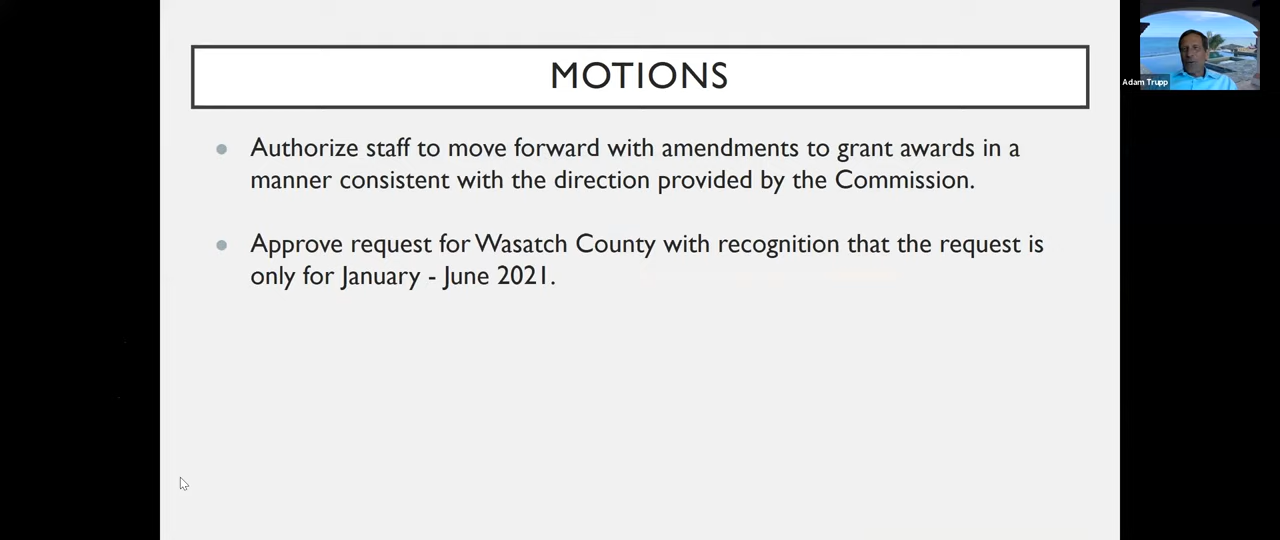 MOTIONS
Adam Trupp
Authorize staff to move forward with amendments to grant awards in a
manner consistent with the direction provided by the Commission.
Approve request for Wasatch County with recognition that the request is
only for January - June 2021.